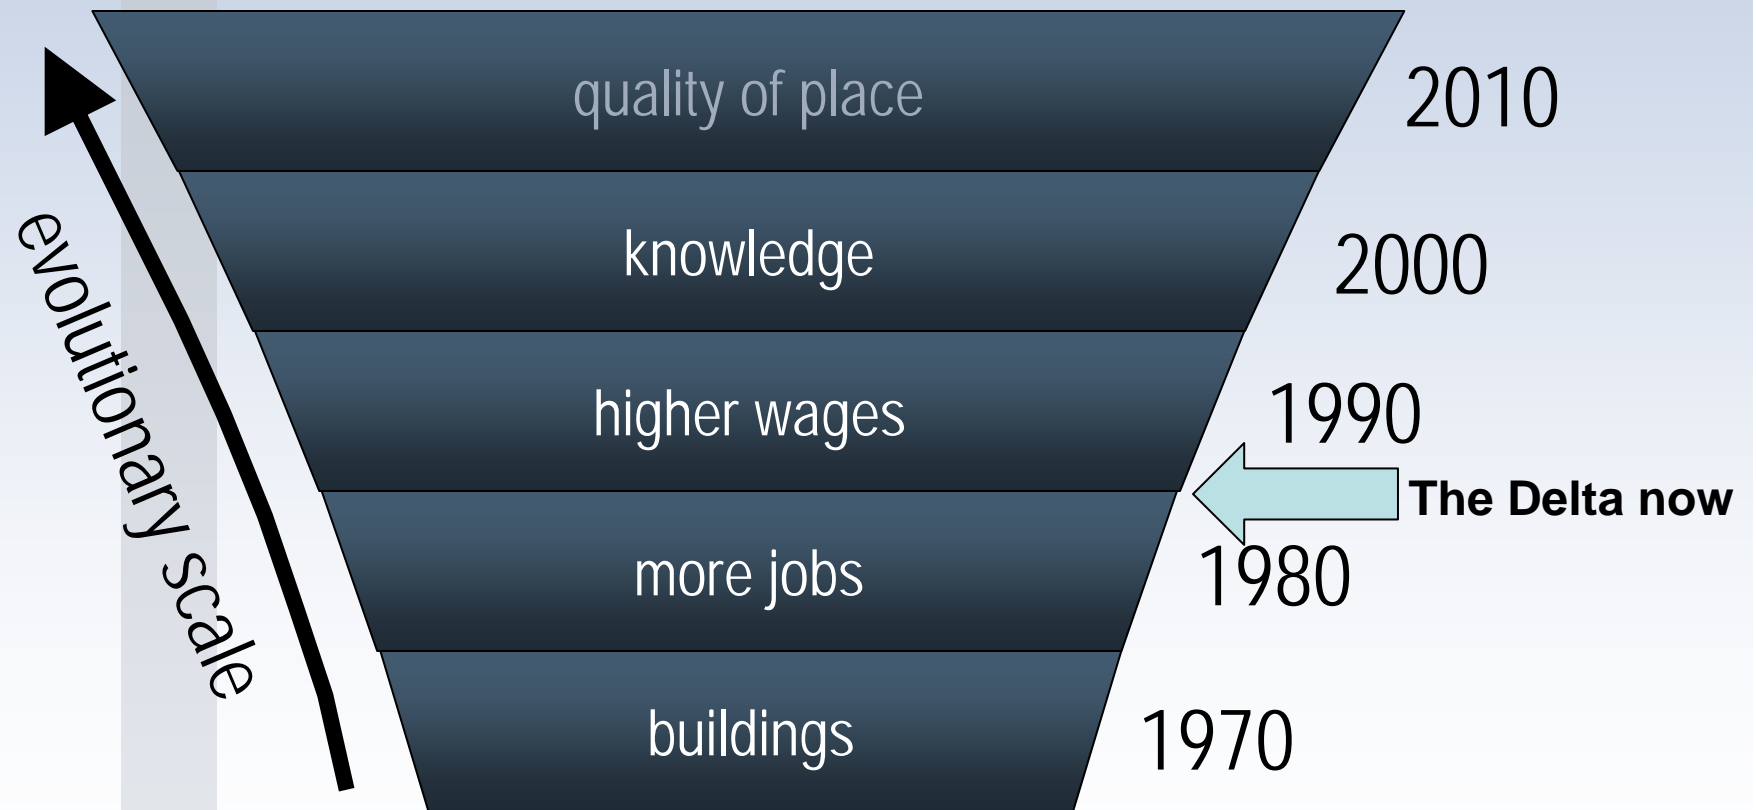 quality of place
2010
knowledge
2000
higher wages
1990
The Delta now
more jobs
1980
buildings
1970
evolutionary scale